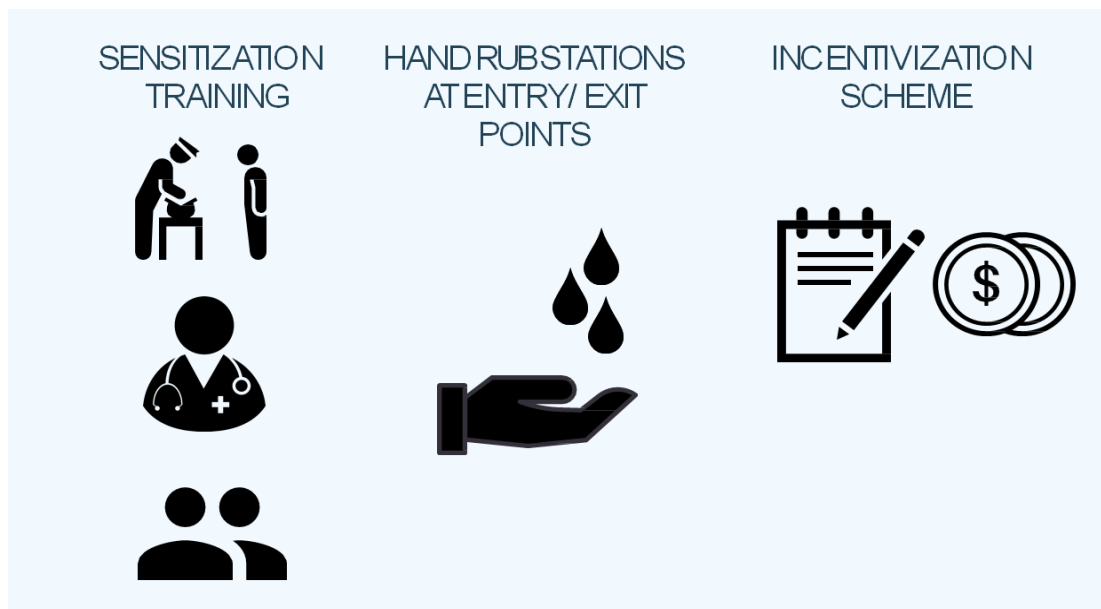 SENSITIZATION
TRAINING
HAND RUB STATIONS
AT ENTRY/ EXIT
POINTS
INCENTIVIZATION
SCHEME
$